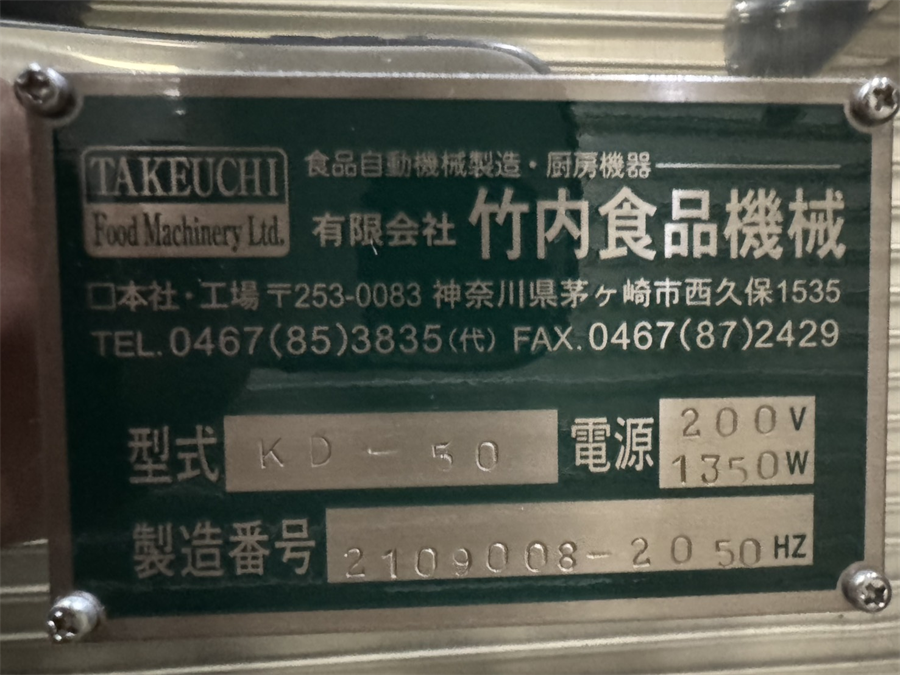 TAKEUCHI
Food Machinery Ltd.
食品自動機械製造・厨房機器
有限会社 竹内食品機械
□本社・工場 〒253-0083 神奈川県茅ヶ崎市西久保1535
TEL.0467(85)3835(代) FAX.0467(87)2429
型式 KD-50 電源 200V
1350W
製造番号 2109008-20 50HZ